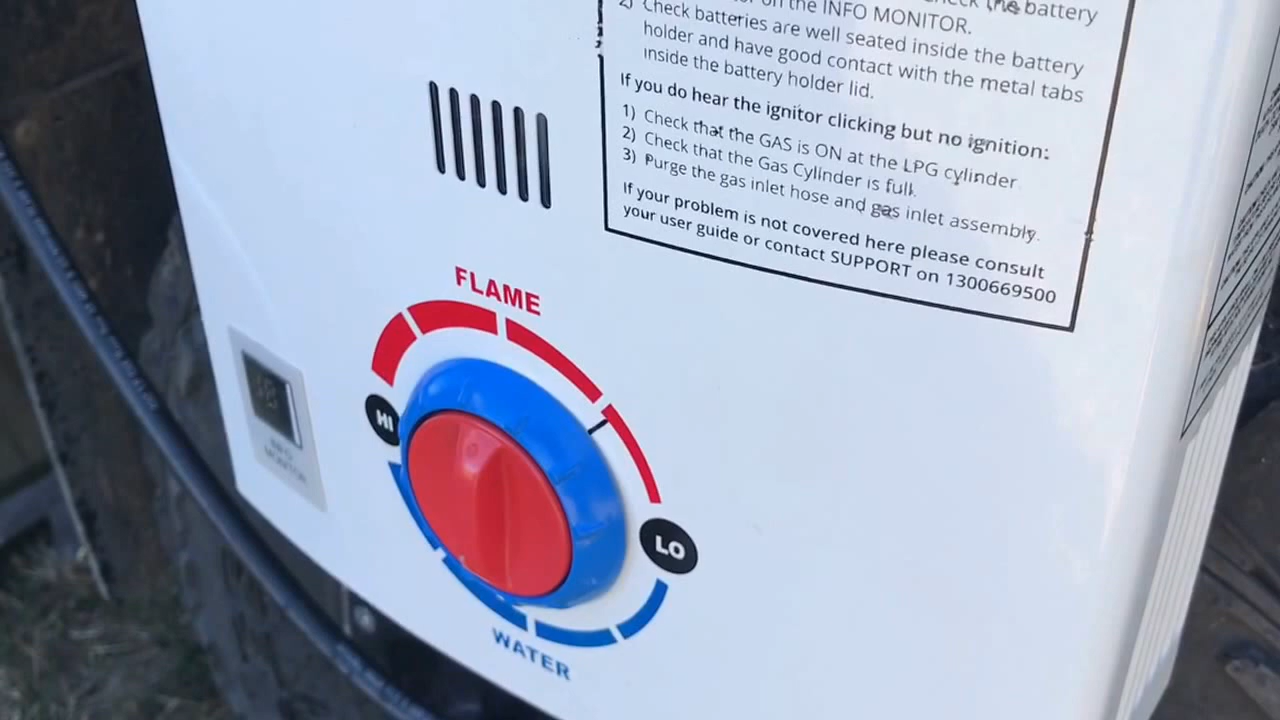 the battery
on the INFO MONITOR.
2) Check batteries are well seated inside the battery
holder and have good contact with the metal tabs
inside the battery holder lid.
If you do hear the ignitor clicking but no ignition:
1) Check that the GAS is ON at the LPG cylinder
2) Check that the Gas Cylinder is full.
3) Purge the gas inlet hose and gas inlet assembly.
If your problem is not covered here please consult
your user guide or contact SUPPORT on 1300669500
FLAME
HI
INFO
MONITOR
LO
WATER